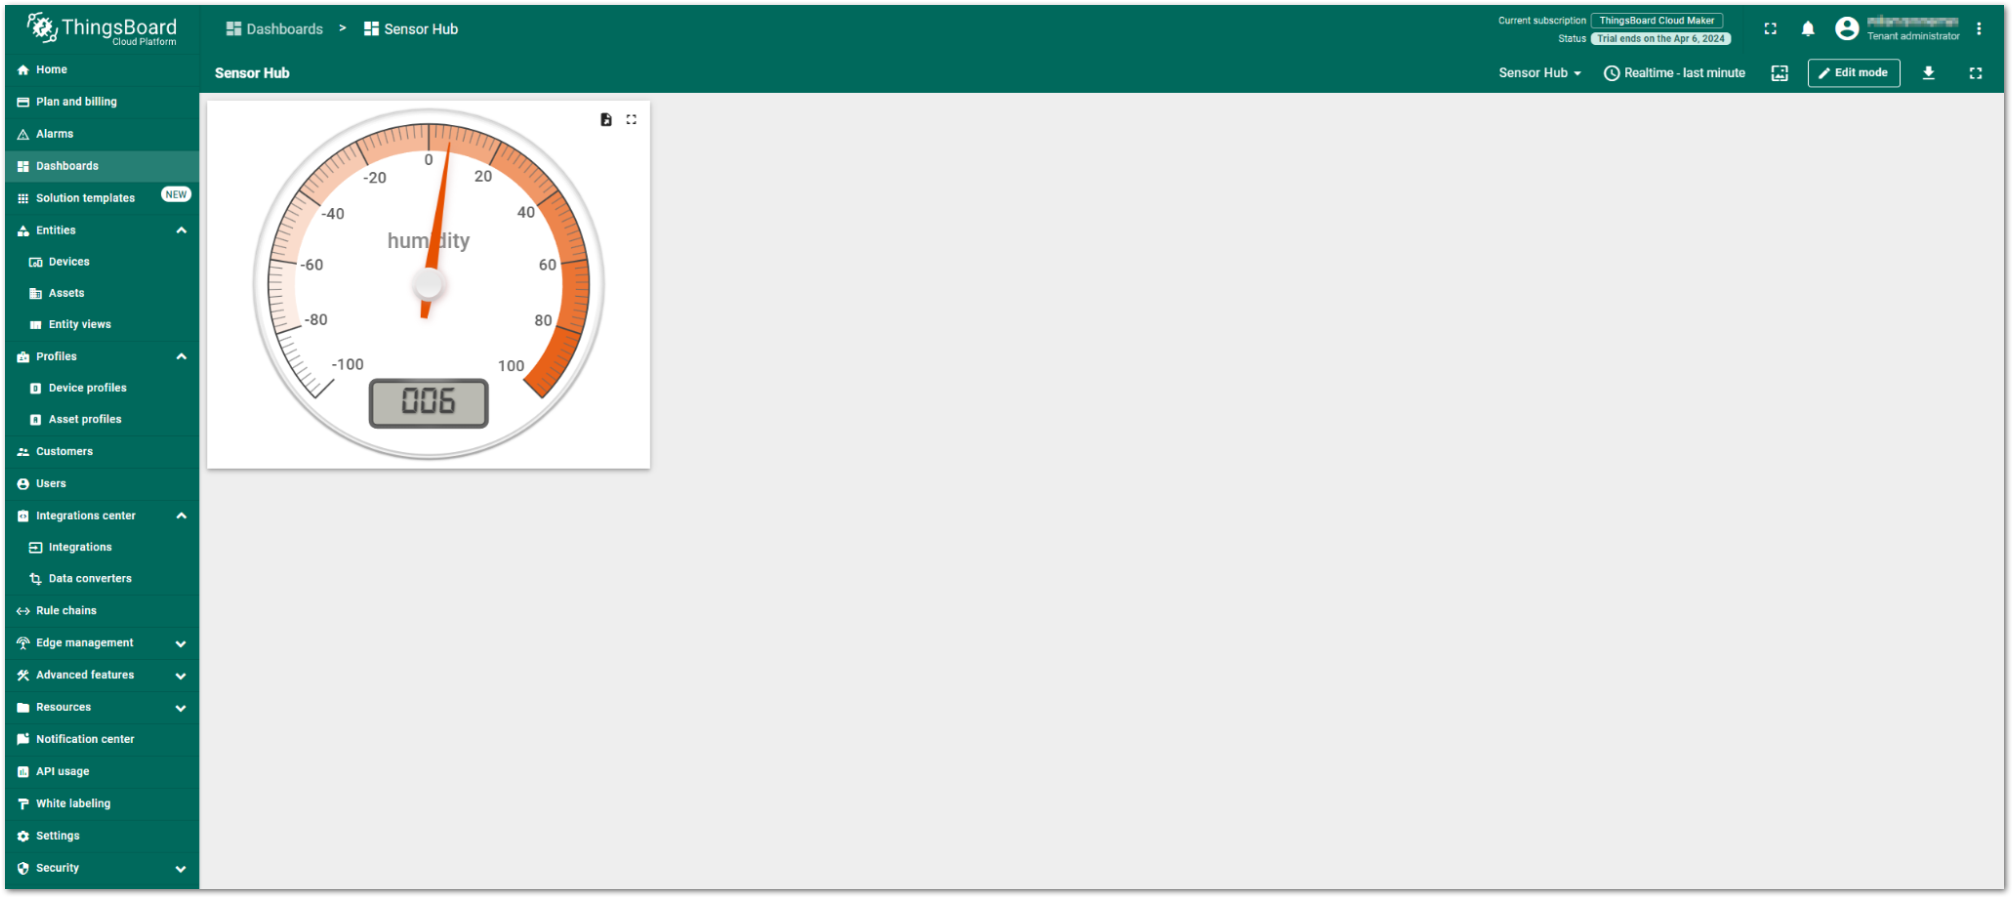 ThingsBoard
Cloud Platform
Dashboards > Sensor Hub
Current subscription ThingsBoard Cloud Maker
Status Trial ends on the Apr 6, 2024
Tenant administrator
Sensor Hub
Sensor Hub Realtime - last minute Edit mode
Home
Plan and billing
Alarms
Dashboards
Solution templates NEW
Entities
Devices
Assets
Entity views
Profiles
Device profiles
Asset profiles
Customers
Users
Integrations center
Integrations
Data converters
Rule chains
Edge management
Advanced features
Resources
Notification center
API usage
White labeling
Settings
Security
0
-20 20
-40 40
humidity
-60 60
-80 80
-100 100
006